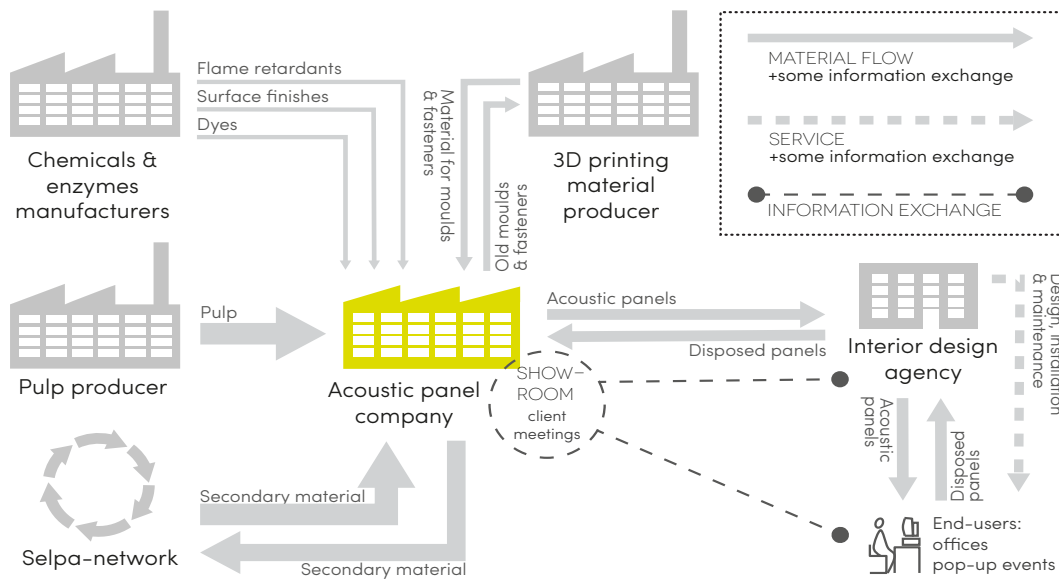 Flame retardants
Surface finishes
Dyes
Chemicals &
enzymes
manufacturers
Material for moulds
& fasteners
Old moulds
& fasteners
3D printing
material
producer
MATERIAL FLOW
+some information exchange
SERVICE
+some information exchange
INFORMATION EXCHANGE
Pulp
Pulp producer
Acoustic panel
company
Acoustic panels
Disposed panels
SHOW-
ROOM
client
meetings
Interior design
agency
Design, installation
& maintenance
Acoustic
panels
Disposed
panels
Secondary material
Secondary material
Selpa-network
End-users:
offices
pop-up events